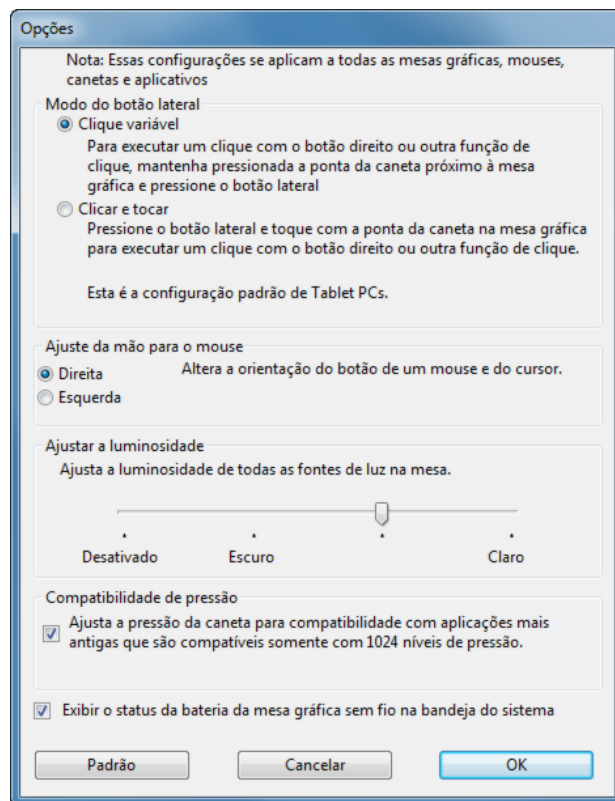 Opções
Nota: Essas configurações se aplicam a todas as mesas gráficas, mouses,
canetas e aplicativos
Modo do botão lateral
Clique variável
Para executar um clique com o botão direito ou outra função de
clique, mantenha pressionada a ponta da caneta próximo à mesa
gráfica e pressione o botão lateral
Clicar e tocar
Pressione o botão lateral e toque com a ponta da caneta na mesa gráfica
para executar um clique com o botão direito ou outra função de clique.
Esta é a configuração padrão de Tablet PCs.
Ajuste da mão para o mouse
Direita Altera a orientação do botão de um mouse e do cursor.
Esquerda
Ajustar a luminosidade
Ajusta a luminosidade de todas as fontes de luz na mesa.
Desativado Escuro Claro
Compatibilidade de pressão
Ajusta a pressão da caneta para compatibilidade com aplicações mais
antigas que são compatíveis somente com 1024 níveis de pressão.
Exibir o status da bateria da mesa gráfica sem fio na bandeja do sistema
Padrão Cancelar OK